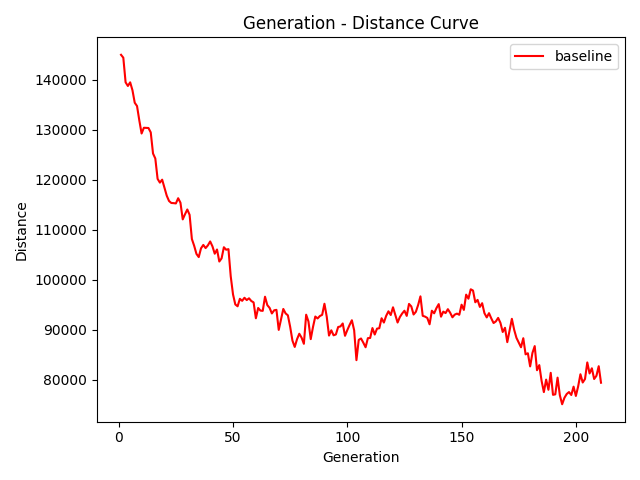 Generation - Distance Curve
baseline
Distance
140000
130000
120000
110000
100000
90000
80000
0 50 100 150 200
Generation